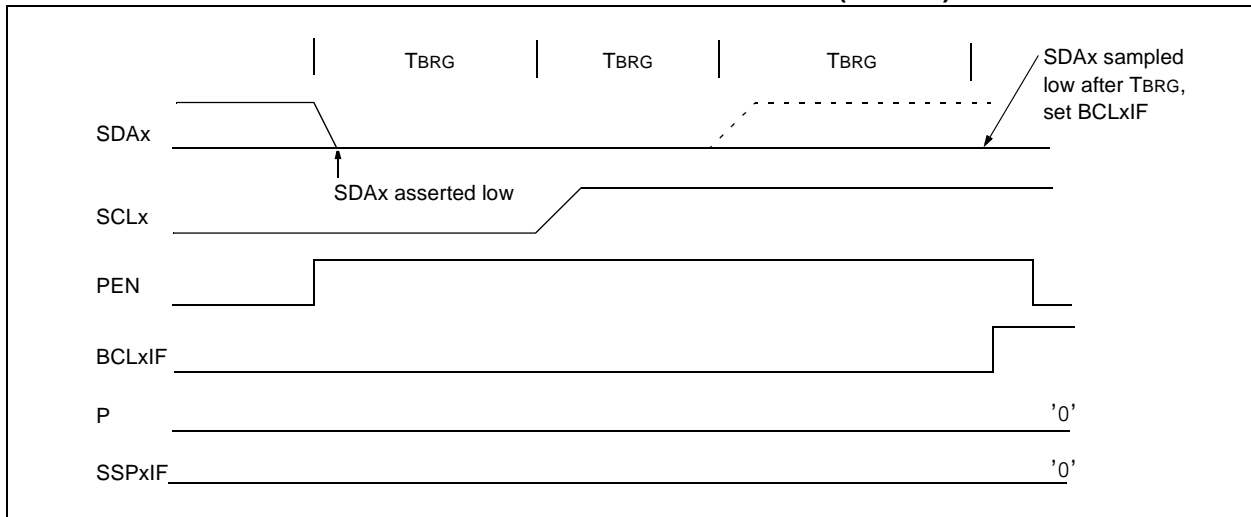 TBRG TBRG TBRG
SDAx sampled
low after TBRG,
set BCLxIF
SDAx
SDAx asserted low
SCLx
PEN
BCLxIF
P '0'
SSPxIF '0'